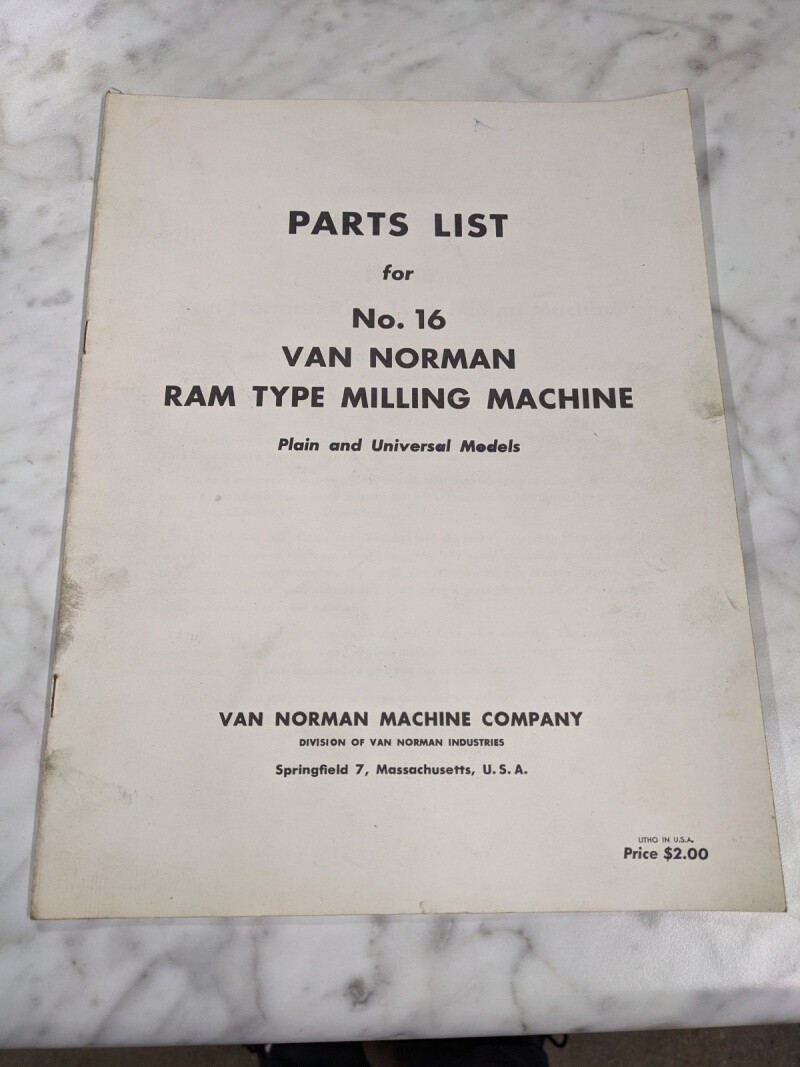 PARTS LIST
for
No. 16
VAN NORMAN
RAM TYPE MILLING MACHINE
Plain and Universal Models
VAN NORMAN MACHINE COMPANY
DIVISION OF VAN NORMAN INDUSTRIES
Springfield 7, Massachusetts, U. S. A.
LITHO IN U.S.A.
Price $2.00